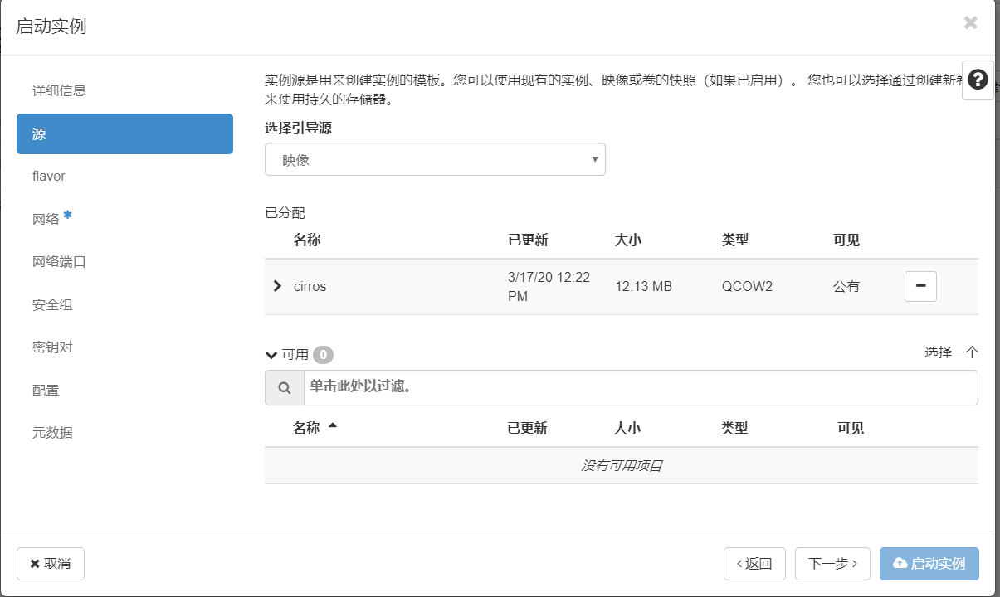 启动实例
详细信息
源
flavor
网络 *
网络端口
安全组
密钥对
配置
元数据
实例源是用来创建实例的模板。您可以使用现有的实例、映像或卷的快照（如果已启用）。 您也可以选择通过创建新
来使用持久的存储器。
选择引导源
映像
已分配
名称 已更新 大小 类型 可见
cirros 3/17/20 12:22 PM 12.13 MB QCOW2 公有
可用 0 选择一个
单击此处以过滤。
名称 已更新 大小 类型 可见
没有可用项目
取消 返回 下一步 启动实例